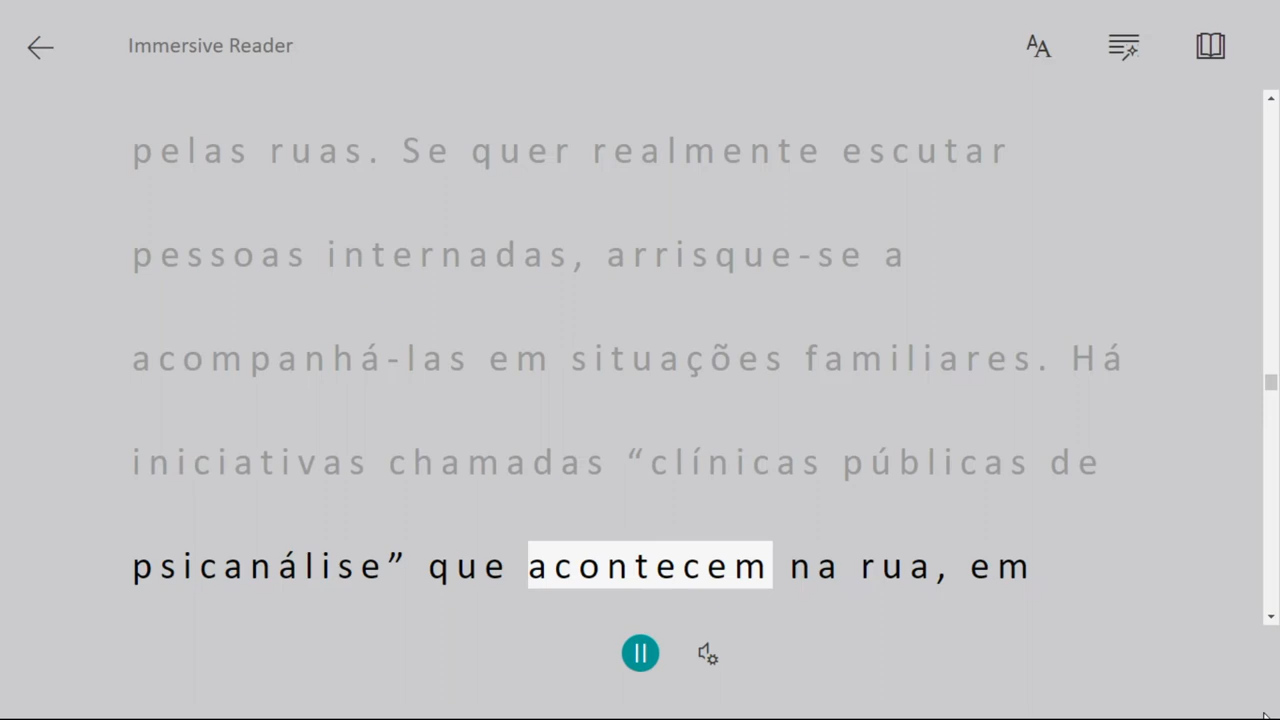 Immersive Reader
pelas ruas. Se quer realmente escutar
pessoas internadas, arrisque-se a
acompanhá-las em situações familiares. Há
iniciativas chamadas “clínicas públicas de
psicanálise” que acontecem na rua, em